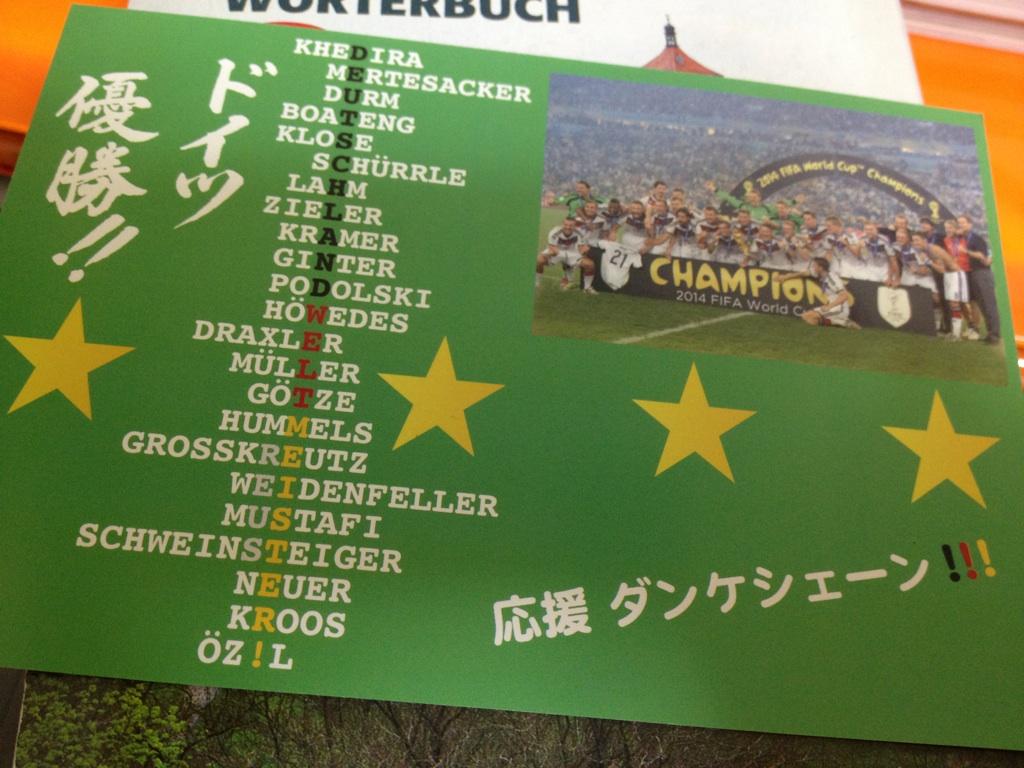 WÖRTERBUCH
ドイツ
優勝!!
KHEDIRA
MERTESACKER
DURM
BOATENG
KLOSE
SCHÜRRLE
LAHM
ZIELER
KRAMER
GINTER
PODOLSKI
HÖWEDES
DRAXLER
MÜLLER
GÖTZE
HUMMELS
GROSSKREUTZ
WEIDENFELLER
MUSTAFI
SCHWEINSTEIGER
NEUER
KROOS
ÖZ!L
2014 FIFA World Cup™ Champions
21
CHAMPION
2014 FIFA World C
応援 ダンケシェーン!!!